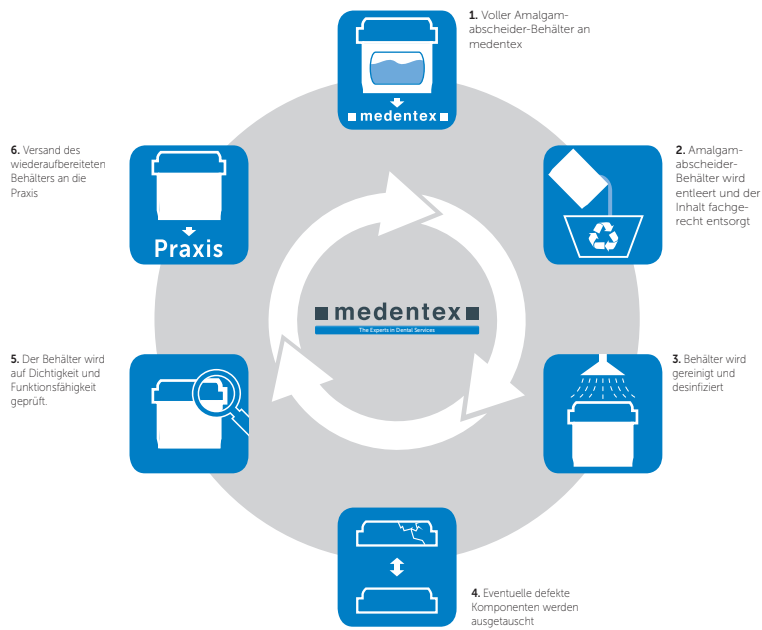 1. Voller Amalgam-
abscheider-Behälter an
medentex
medentex
2. Amalgam-
abscheider-
Behälter wird
entleert und der
Inhalt fachge-
recht entsorgt
3. Behälter wird
gereinigt und
desinfiziert
4. Eventuelle defekte
Komponenten werden
ausgetauscht
5. Der Behälter wird
auf Dichtigkeit und
Funktionsfähigkeit
geprüft.
6. Versand des
wiederaufbereiteten
Behälters an die
Praxis
Praxis
medentex
The Experts in Dental Services